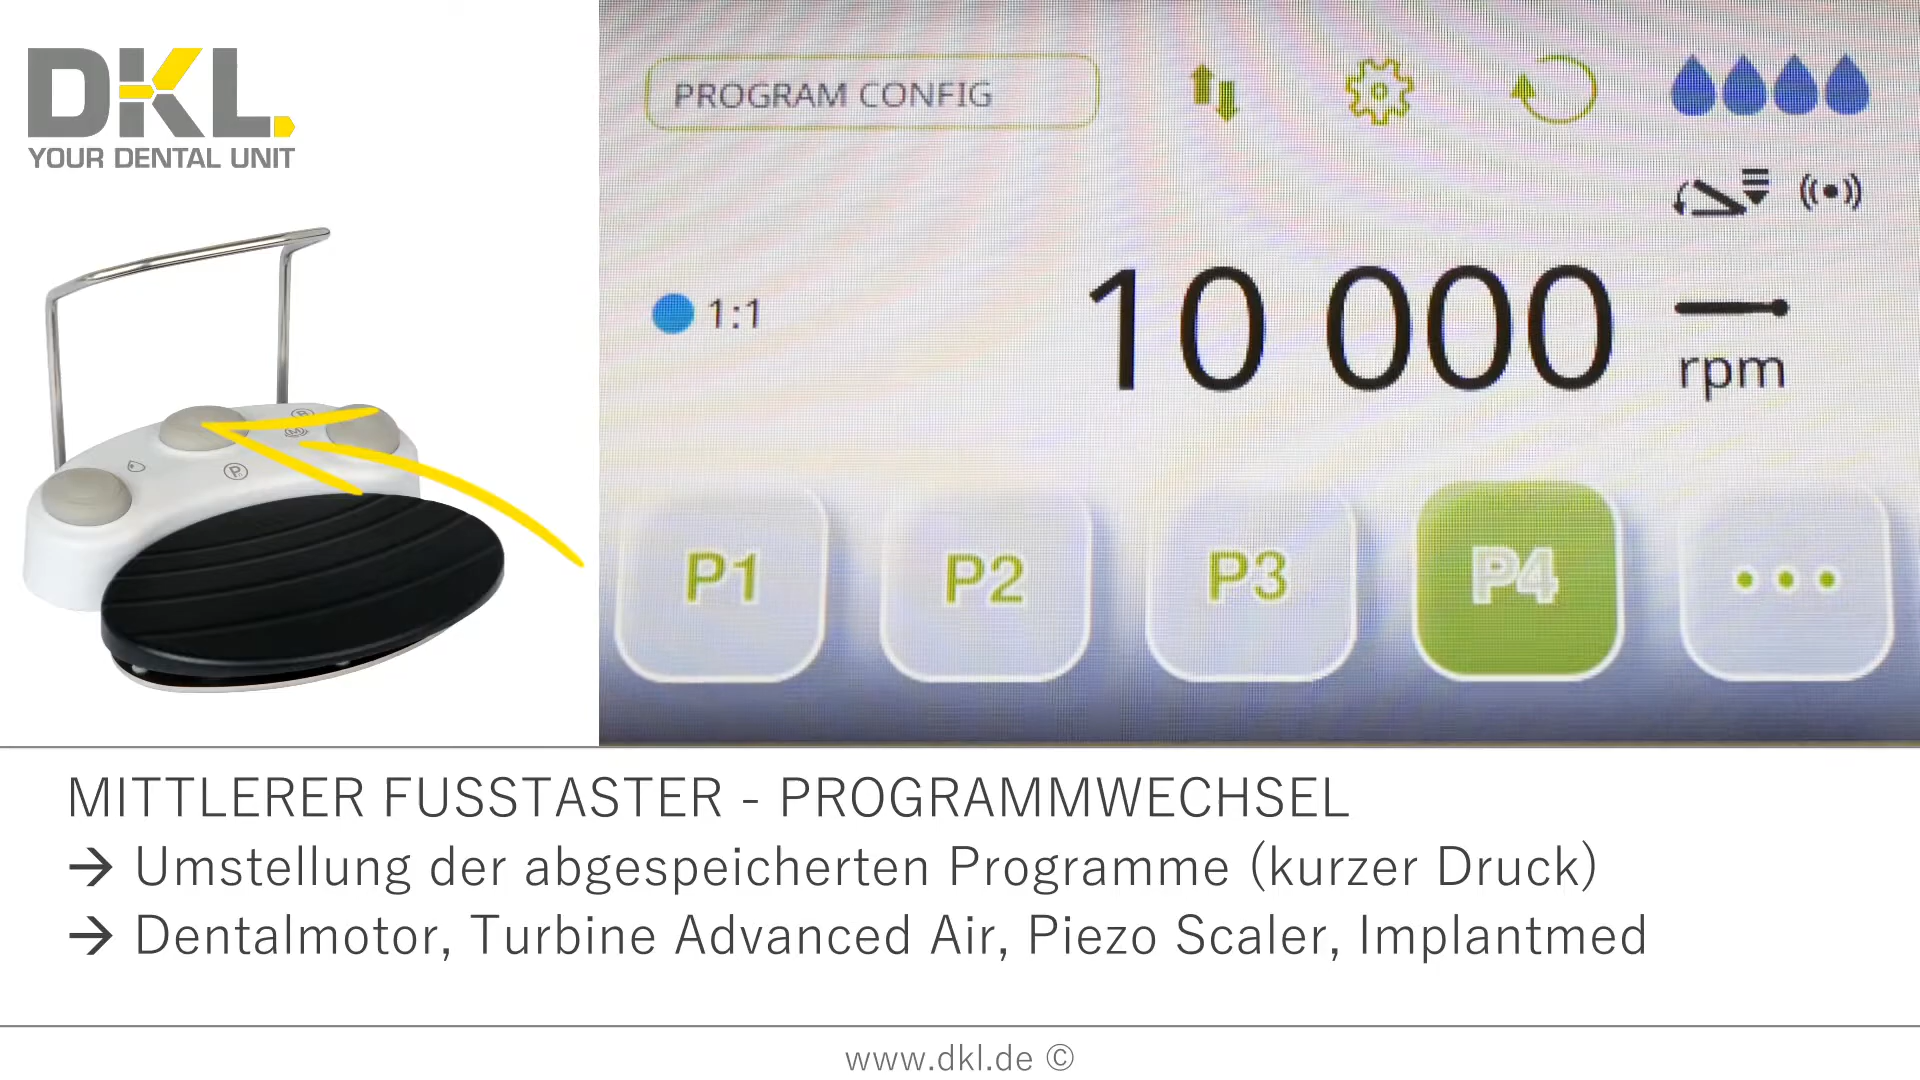 DKL.
YOUR DENTAL UNIT
PROGRAM CONFIG
1:1
10 000
rpm
P1
P2
P3
P4
P
MITTLERER FUSSTASTER - PROGRAMMWECHSEL
→ Umstellung der abgespeicherten Programme (kurzer Druck)
→ Dentalmotor, Turbine Advanced Air, Piezo Scaler, Implantmed
www.dkl.de ©